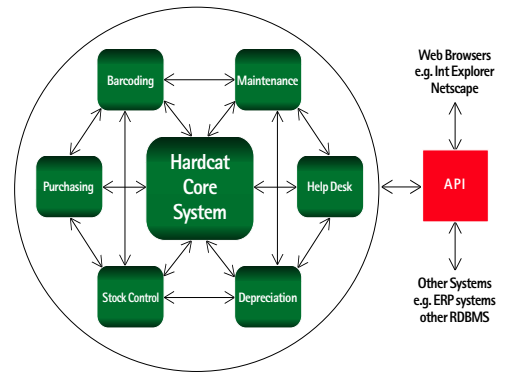 Web Browsers
e.g. Int Explorer
Netscape
Barcoding
Maintenance
Hardcat
Core
System
Purchasing
Help Desk
API
Stock Control
Depreciation
Other Systems
e.g. ERP systems
other RDBMS